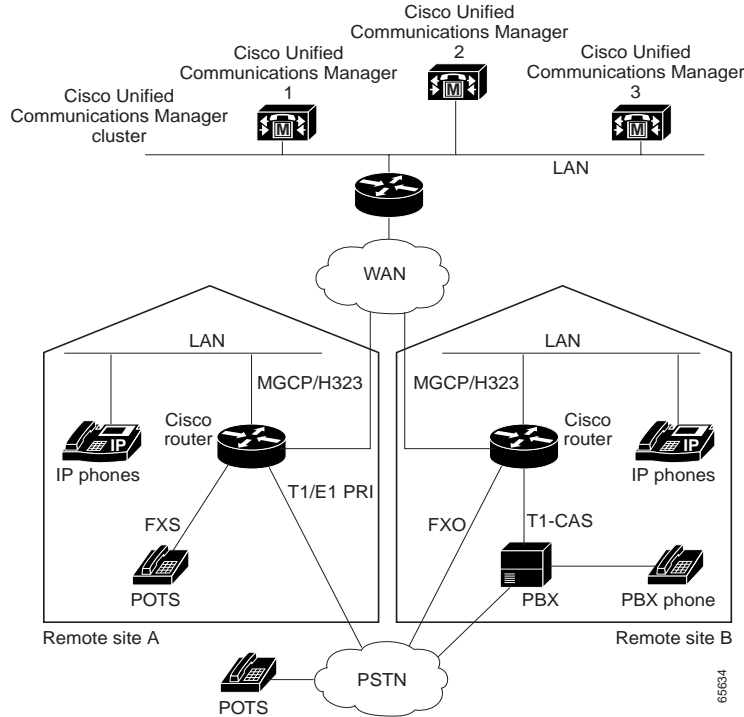 Cisco Unified
Communications Manager
2
Cisco Unified
Communications Manager
1
Cisco Unified
Communications Manager
3
Cisco Unified
Communications Manager
cluster
M
M
M
LAN
WAN
LAN
LAN
MGCP/H323
MGCP/H323
Cisco
router
Cisco
router
IP
IP
IP phones
IP phones
T1/E1 PRI
FXS
FXO
T1-CAS
POTS
PBX
PBX phone
Remote site A
Remote site B
PSTN
POTS
65634